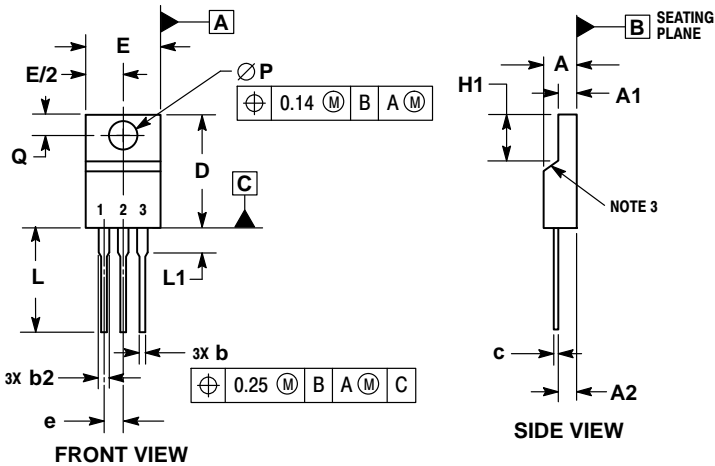 A
E
E/2
∅P
⌖ 0.14 Ⓜ B A Ⓜ
Q
D
C
1 2 3
L
L1
3X b
3X b2
⌖ 0.25 Ⓜ B A Ⓜ C
e
FRONT VIEW
B SEATING
PLANE
A
H1
A1
NOTE 3
c
A2
SIDE VIEW